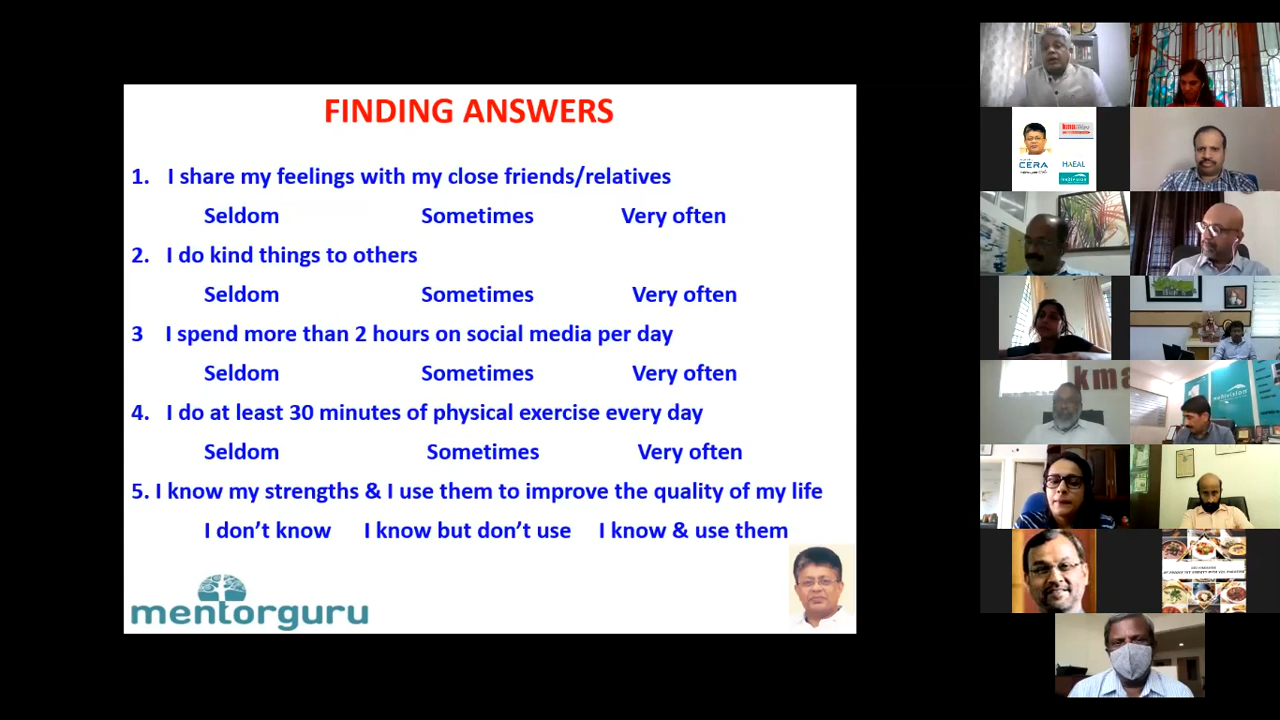 FINDING ANSWERS
1. I share my feelings with my close friends/relatives
Seldom Sometimes Very often
2. I do kind things to others
Seldom Sometimes Very often
3 I spend more than 2 hours on social media per day
Seldom Sometimes Very often
4. I do at least 30 minutes of physical exercise every day
Seldom Sometimes Very often
5. I know my strengths & I use them to improve the quality of my life
I don’t know I know but don’t use I know & use them
mentorguru
kma
CERA
HAEAL
medivision
kma
medivision